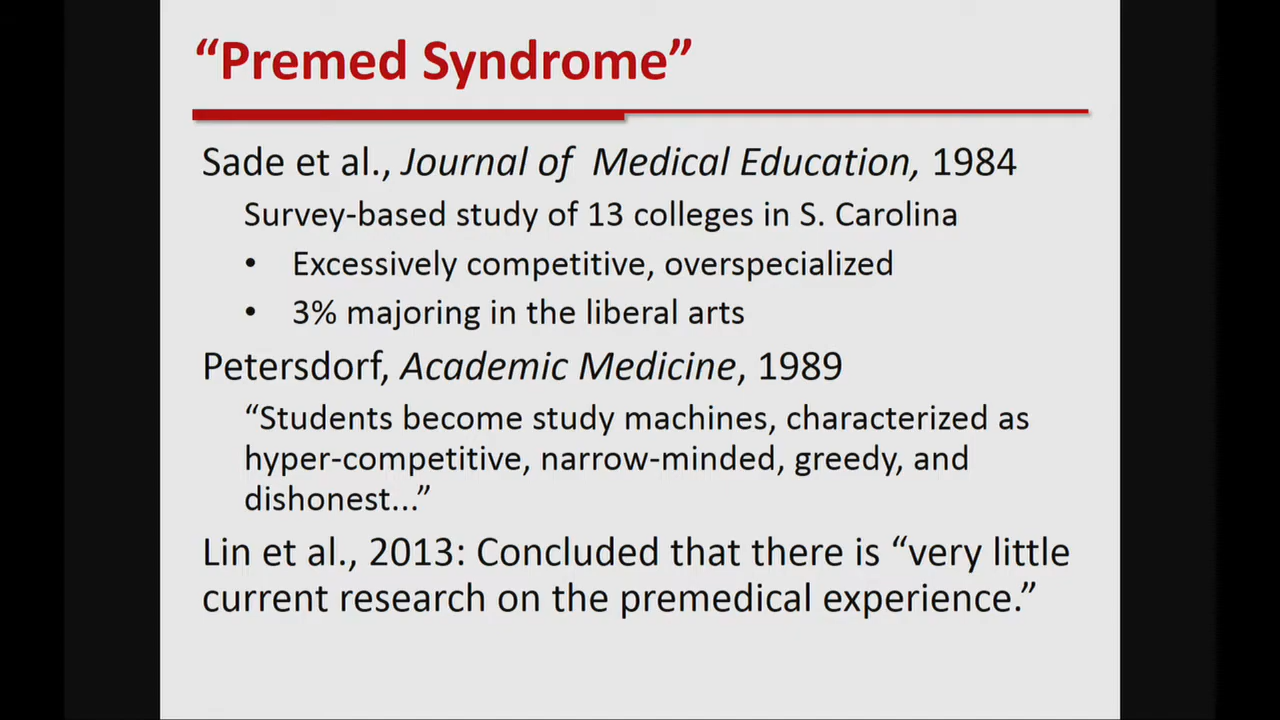 “Premed Syndrome”
Sade et al., Journal of Medical Education, 1984
Survey-based study of 13 colleges in S. Carolina
• Excessively competitive, overspecialized
• 3% majoring in the liberal arts
Petersdorf, Academic Medicine, 1989
“Students become study machines, characterized as
hyper-competitive, narrow-minded, greedy, and
dishonest...”
Lin et al., 2013: Concluded that there is “very little
current research on the premedical experience.”